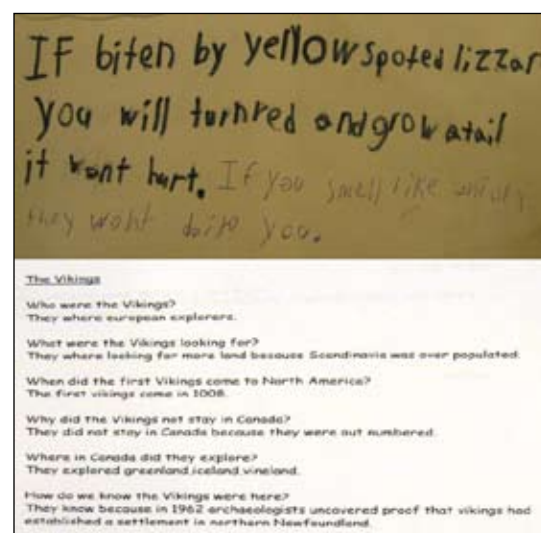 IF biten by yellow spoted lizzar
you will turnred and grow a tail
it wont hurt. If you smell like
they wont bite you.
The Vikings
Who were the Vikings?
They where european explorers.
What were the Vikings looking for?
They where looking for more land because Scandinavia was over populated.
When did the first Vikings come to North America?
The first vikings come in 1008.
Why did the Vikings not stay in Canada?
They did not stay in Canada because they were out numbered.
Where in Canada did they explore?
They explored greenland,iceland,vineland.
How do we know the Vikings were here?
They know because in 1962 archaeologists uncovered proof that vikings had
established a settlement in northern Newfoundland.